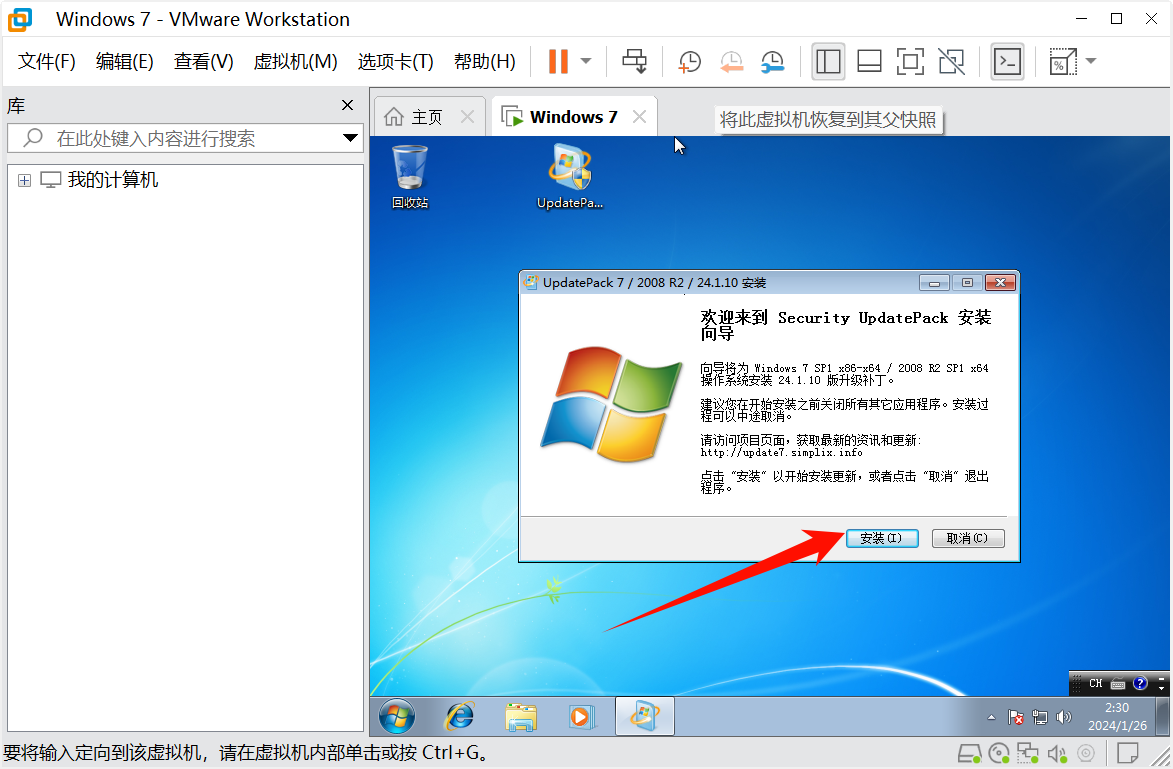 Windows 7 - VMware Workstation
文件(F) 编辑(E) 查看(V) 虚拟机(M) 选项卡(T) 帮助(H)
库
主页
Windows 7
将此虚拟机恢复到其父快照
在此处键入内容进行搜索
我的计算机
回收站
UpdatePa...
UpdatePack 7 / 2008 R2 / 24.1.10 安装
欢迎来到 Security UpdatePack 安装
向导
向导将为 Windows 7 SP1 x86-x64 / 2008 R2 SP1 x64
操作系统安装 24.1.10 版升级补丁。
建议您在开始安装之前关闭所有其它应用程序。安装过
程可以中途取消。
请访问项目页面，获取最新的资讯和更新:
http://update7.simplix.info
点击 “安装” 以开始安装更新，或者点击 “取消” 退出
程序。
安装(I)
取消(C)
CH
2:30
2024/1/26
要将输入定向到该虚拟机，请在虚拟机内部单击或按 Ctrl+G。